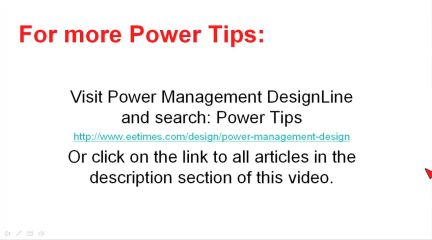 For more Power Tips:
Visit Power Management DesignLine
and search: Power Tips
http://www.eetimes.com/design/power-management-design
Or click on the link to all articles in the
description section of this video.